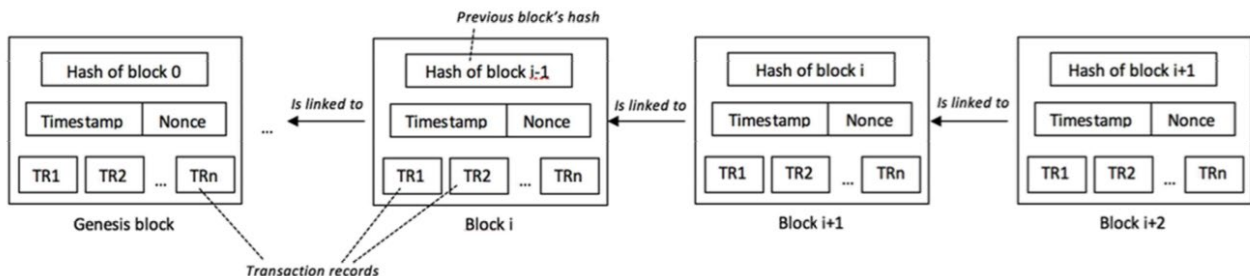 Previous block's hash
Hash of block 0
Hash of block i-1
Hash of block i
Hash of block i+1
Is linked to
Is linked to
Is linked to
Timestamp Nonce
...
Timestamp Nonce
Timestamp Nonce
Timestamp Nonce
TR1 TR2 ... TRn
TR1 TR2 ... TRn
TR1 TR2 ... TRn
TR1 TR2 ... TRn
Genesis block
Block i
Block i+1
Block i+2
Transaction records